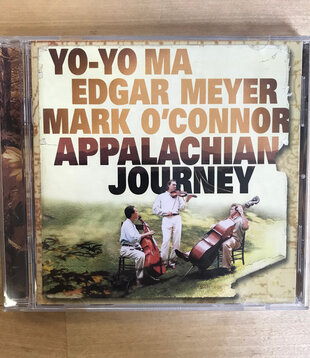 YO-YO MA
EDGAR MEYER
MARK O'CONNOR
APPALACHIAN
JOURNEY